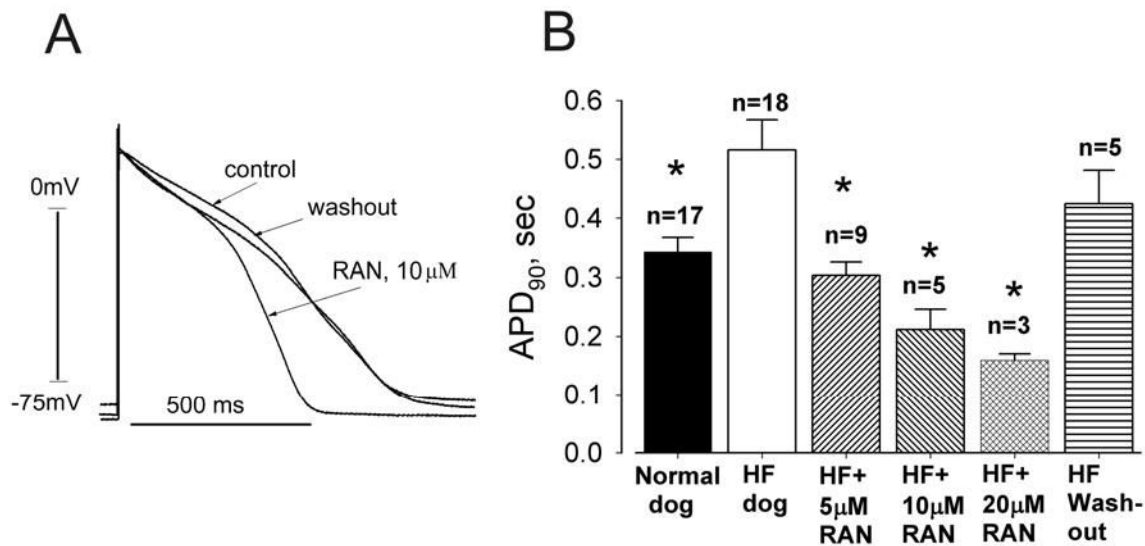 A
0mV
-75mV
control
washout
RAN, 10 μM
500 ms
B
APD90, sec
0.6
0.5
0.4
0.3
0.2
0.1
0.0
*
n=17
n=18
*
n=9
*
n=5
*
n=3
n=5
Normal
dog
HF
dog
HF+
5μM
RAN
HF+
10μM
RAN
HF+
20μM
RAN
HF
Wash-
out